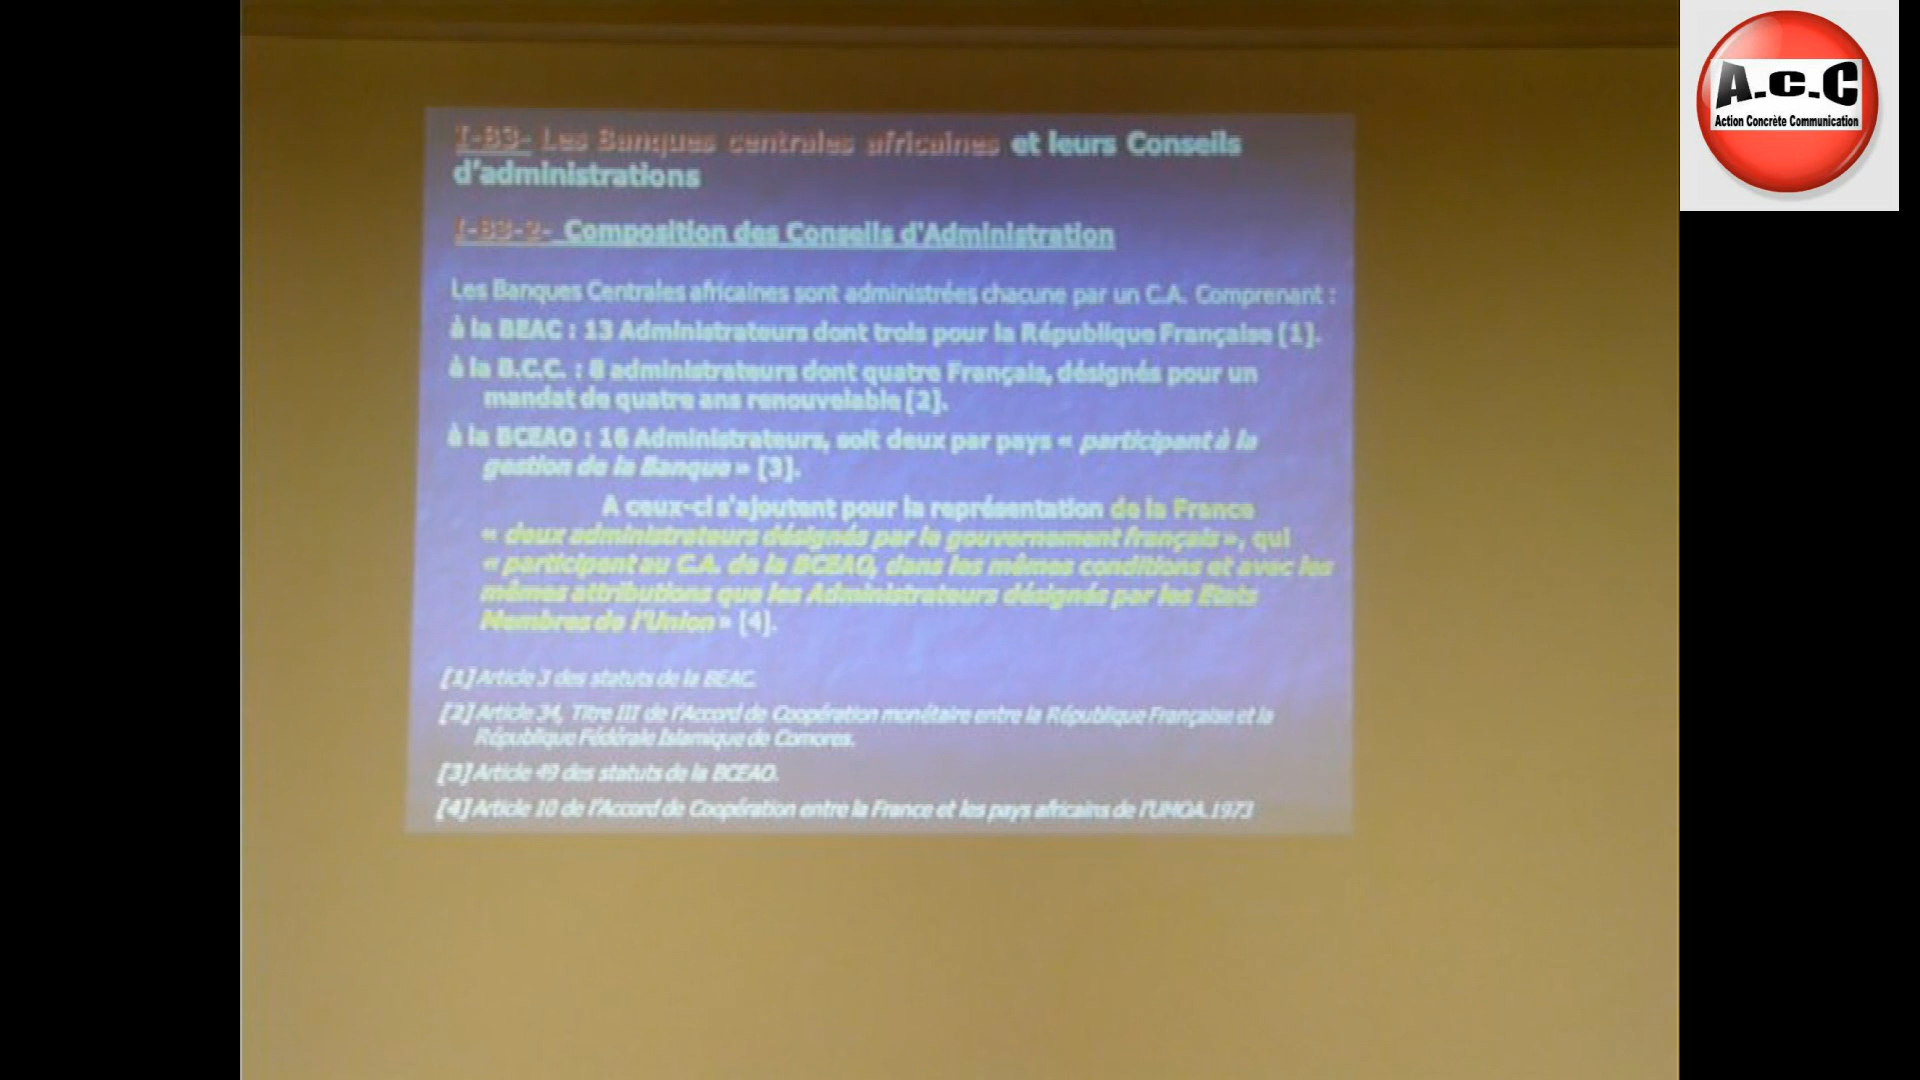 I-B3- Les Banques centrales africaines et leurs Conseils
d'administrations
I-B3-2- Composition des Conseils d'Administration
Les Banques Centrales africaines sont administrées chacune par un C.A. Comprenant :
à la BEAC : 13 Administrateurs dont trois pour la République Française [1].
à la B.C.C. : 8 administrateurs dont quatre Français, désignés pour un
mandat de quatre ans renouvelable [2].
à la BCEAO : 16 Administrateurs, soit deux par pays « participant à la
gestion de la Banque » [3].
A ceux-ci s'ajoutent pour la représentation de la France
« deux administrateurs désignés par le gouvernement français », qui
« participent au C.A. de la BCEAO, dans les mêmes conditions et avec les
mêmes attributions que les Administrateurs désignés par les Etats
Membres de l'Union » [4].
[1] Article 3 des statuts de la BEAC.
[2] Article 34, Titre III de l'Accord de Coopération monétaire entre la République Française et la
République Fédérale Islamique de Comores.
[3] Article 49 des statuts de la BCEAO.
[4] Article 10 de l'Accord de Coopération entre la France et les pays africains de l'UMOA.1973
A.C.C
Action Concrète Communication